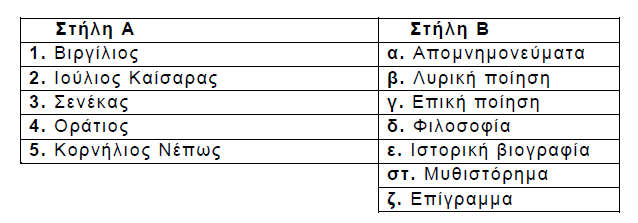 Στήλη Α Στήλη Β
1. Βιργίλιος α. Απομνημονεύματα
2. Ιούλιος Καίσαρας β. Λυρική ποίηση
3. Σενέκας γ. Επική ποίηση
4. Οράτιος δ. Φιλοσοφία
5. Κορνήλιος Νέπως ε. Ιστορική βιογραφία
στ. Μυθιστόρημα
ζ. Επίγραμμα